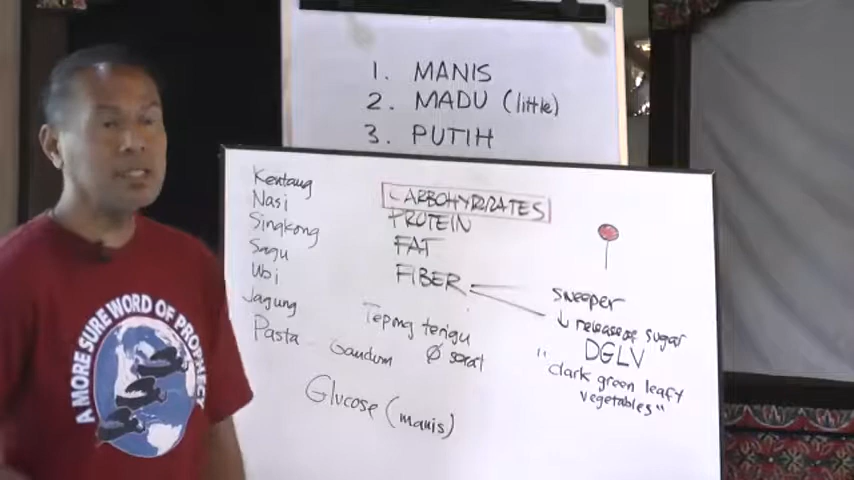 1. MANIS
2. MADU (little)
3. PUTIH
Kentang
Nasi
Singkong
Sagu
Ubi
Jagung
Pasta
CARBOHYDRATES
PROTEIN
FAT
FIBER
Tepong terigu
Gandum Ø serat
Glucose (manis)
sweeper
↓ release of sugar
DGLV
"dark green leafy
vegetables"
A MORE SURE WORD OF PROPHECY